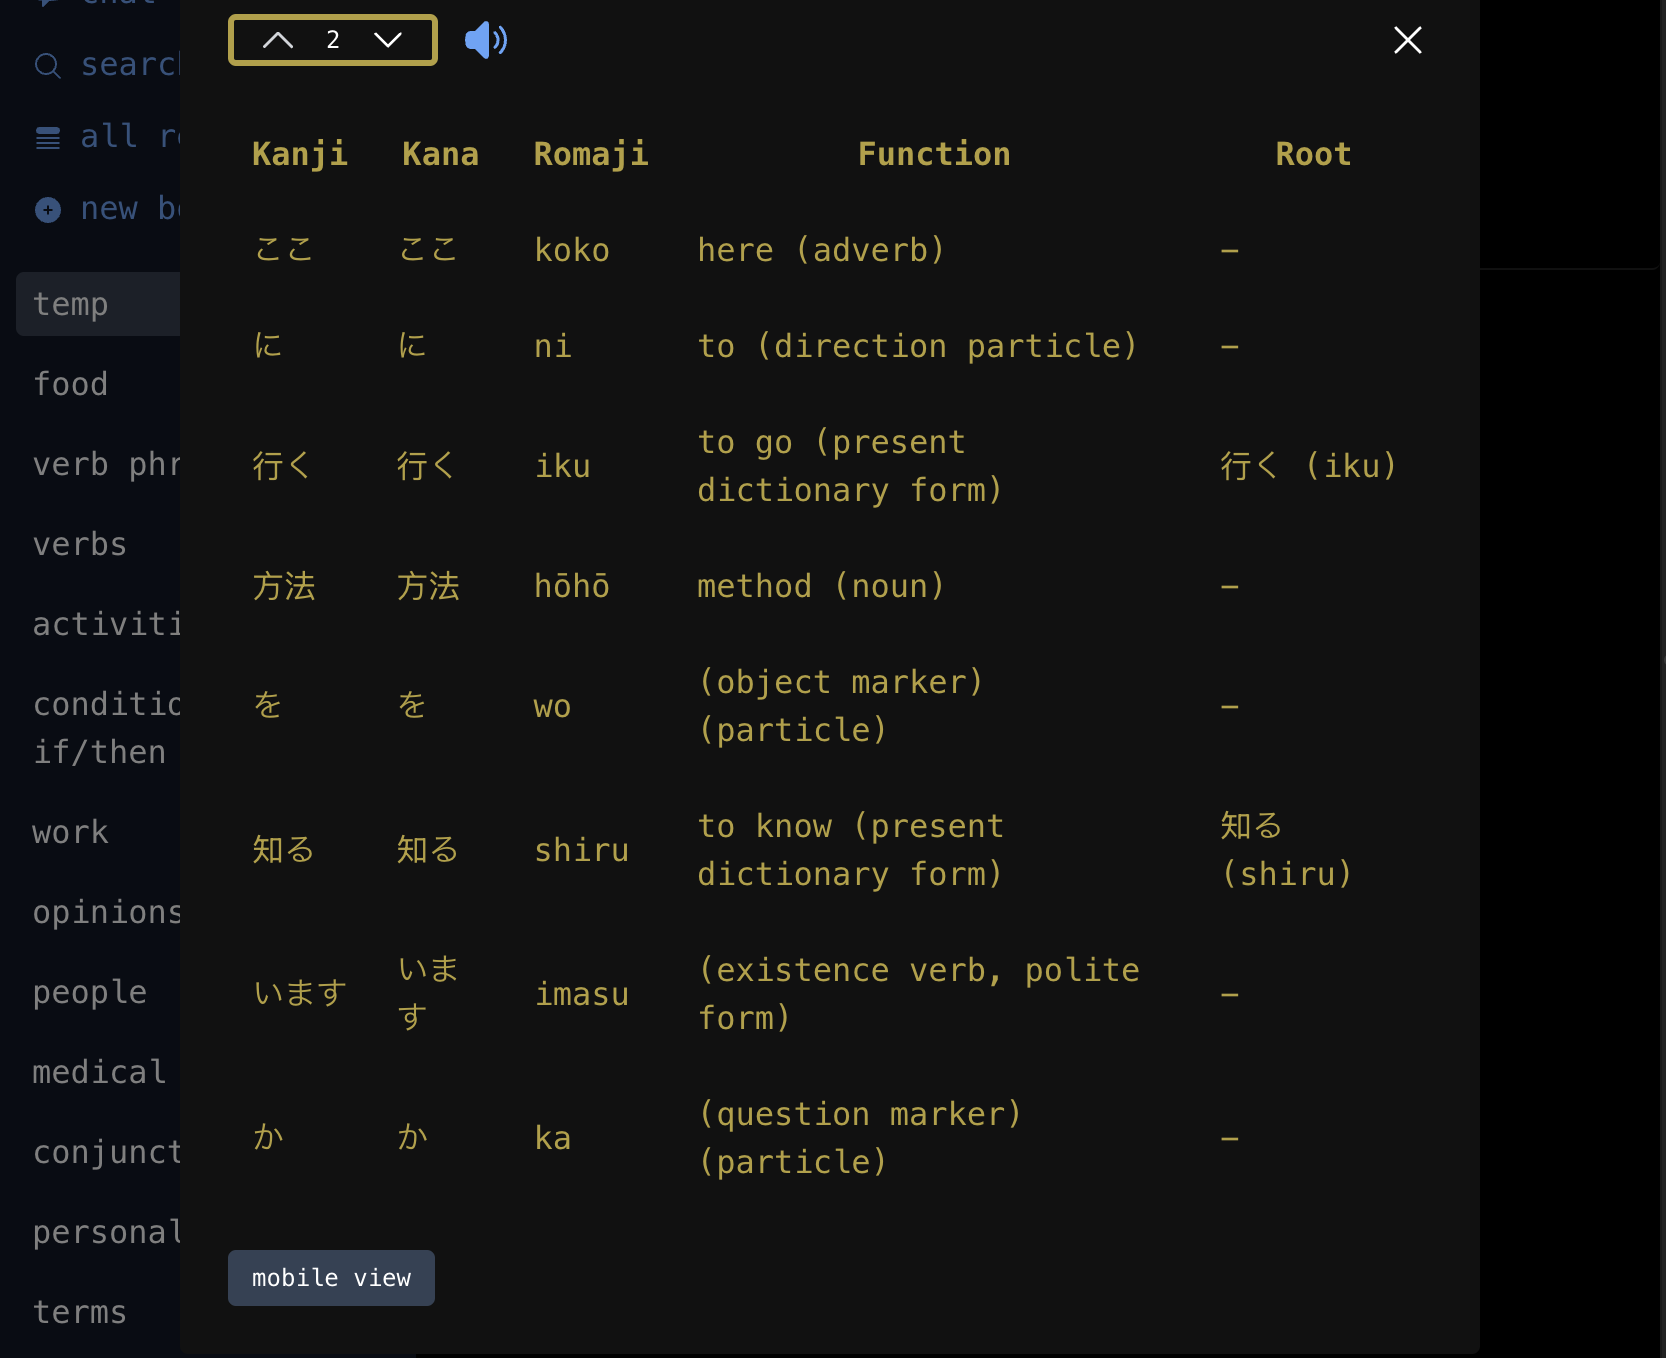 2
search
all r
new b
temp
food
verb phr
verbs
activiti
conditio
if/then
work
opinions
people
medical
conjunct
personal
terms
Kanji Kana Romaji Function Root
ここ ここ koko here (adverb) –
に に ni to (direction particle) –
行く 行く iku to go (present dictionary form) 行く (iku)
方法 方法 hōhō method (noun) –
を を wo (object marker) (particle) –
知る 知る shiru to know (present dictionary form) 知る (shiru)
います います imasu (existence verb, polite form) –
か か ka (question marker) (particle) –
mobile view